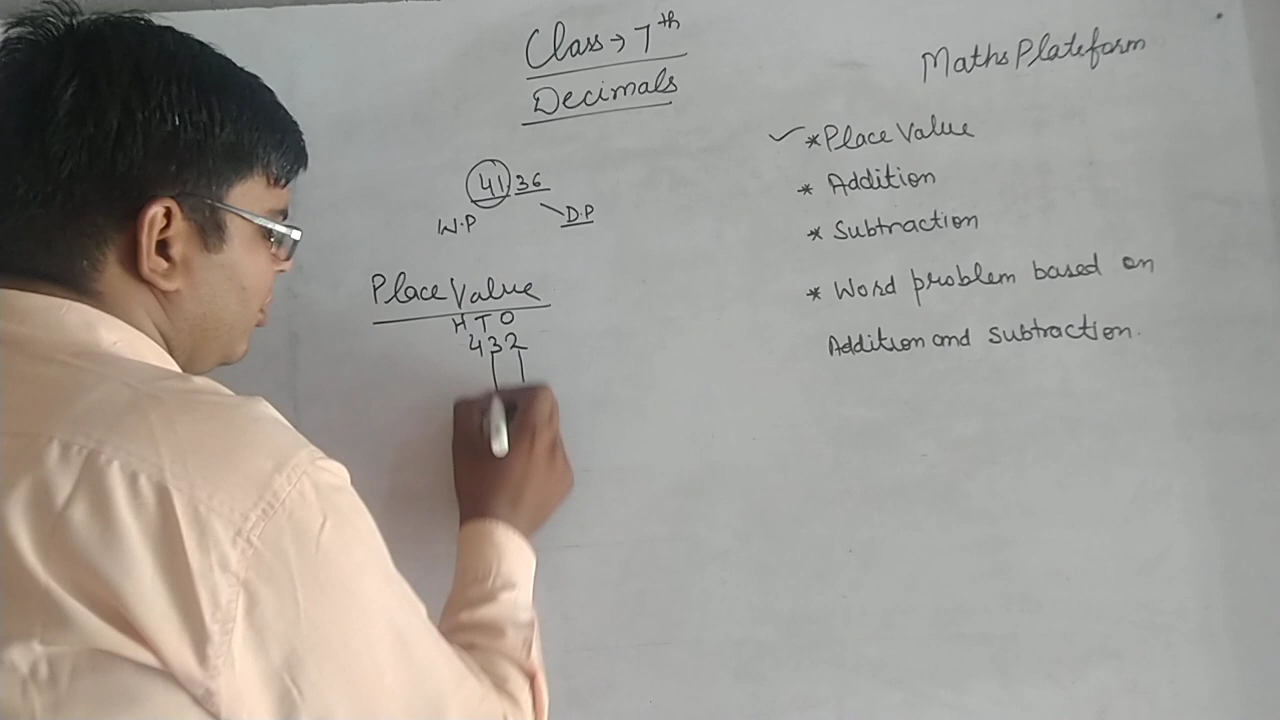 Class → 7th
Decimals
Maths Plateform
41 36
W.P
D.P
Place Value
H T O
432
✓ * Place Value
* Addition
* Subtraction
* Word problem based on
Addition and subtraction.